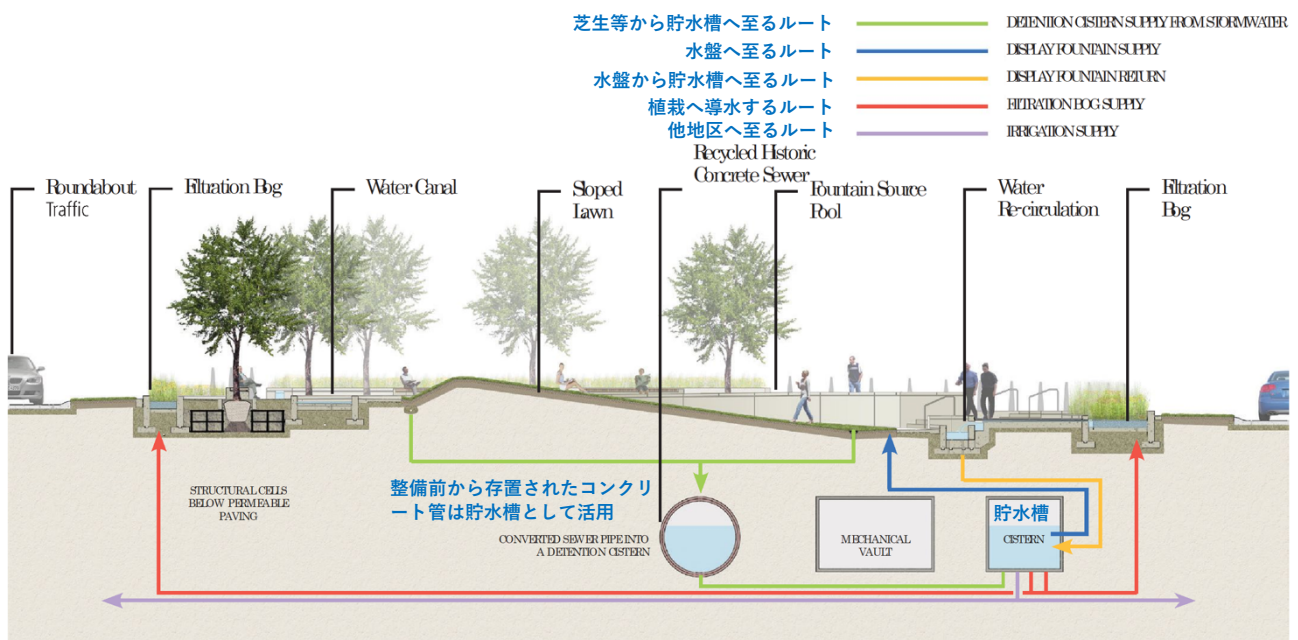 芝生等から貯水槽へ至るルート DETENTION CISTERN SUPPLY FROM STORMWATER
水盤へ至るルート DISPLAY FOUNTAIN SUPPLY
水盤から貯水槽へ至るルート DISPLAY FOUNTAIN RETURN
植栽へ導水するルート FILTRATION BOG SUPPLY
他地区へ至るルート IRRIGATION SUPPLY
Roundabout
Traffic
Filtration Bog
Water Canal
Sloped
Lawn
Recycled Historic
Concrete Sewer
Fountain Source
Pool
Water
Re-circulation
Filtration
Bog
STRUCTURAL CELLS
BELOW PERMEABLE
PAVING
整備前から存置されたコンクリ
ート管は貯水槽として活用
CONVERTED SEWER PIPE INTO
A DETENTION CISTERN
MECHANICAL
VAULT
貯水槽
CISTERN